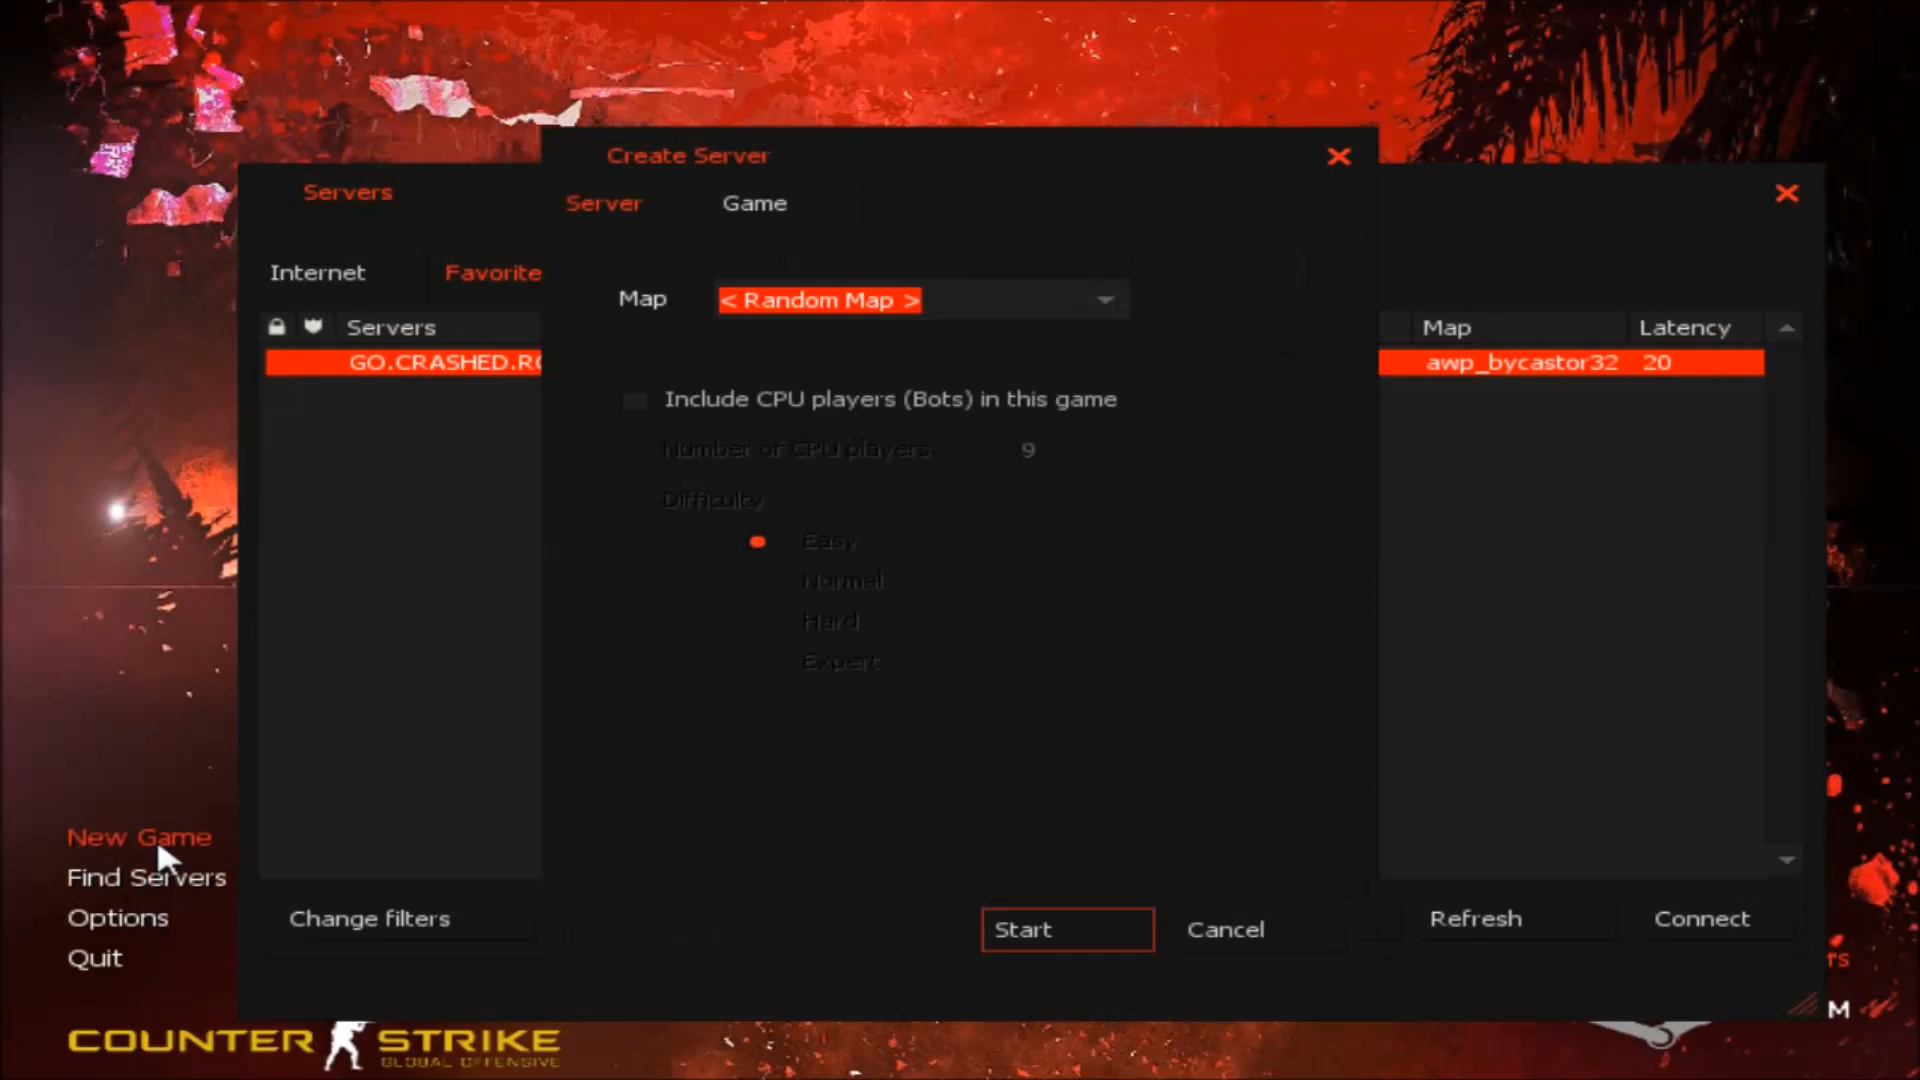 Create Server
Servers
Server
Game
Internet
Favorite
Map
< Random Map >
Servers
Map
Latency
GO.CRASHED.RO
awp_bycastor32
20
Include CPU players (Bots) in this game
Number of CPU players
9
Difficulty
Easy
Normal
Hard
Expert
New Game
Find Servers
Options
Quit
Change filters
Start
Cancel
Refresh
Connect
TS
M
COUNTER STRIKE
GLOBAL OFFENSIVE